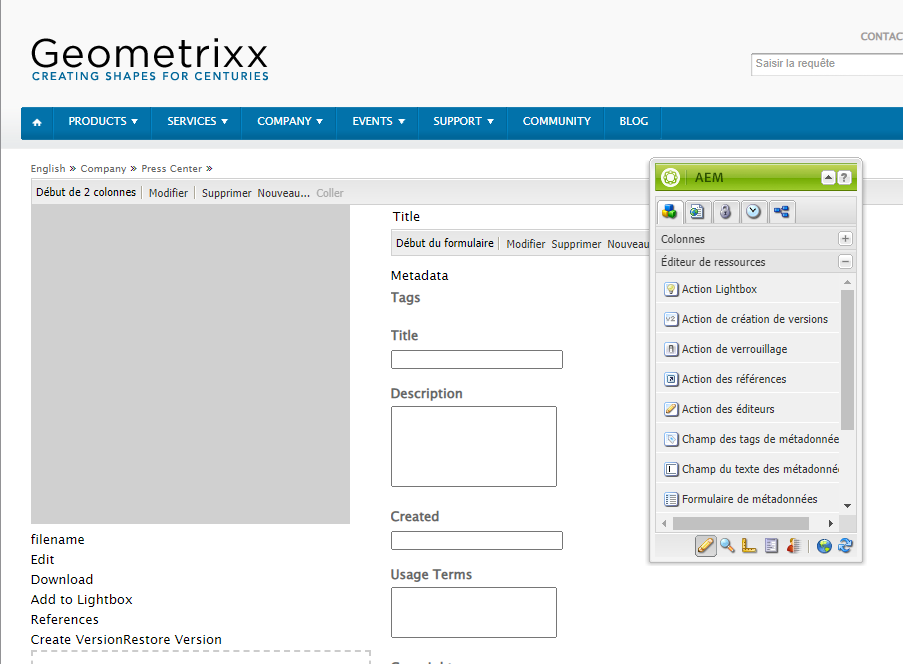 Geometrixx
CREATING SHAPES FOR CENTURIES
CONTAC
Saisir la requête
PRODUCTS SERVICES COMPANY EVENTS SUPPORT COMMUNITY BLOG
English » Company » Press Center »
Début de 2 colonnes Modifier Supprimer Nouveau... Coller
Title
Début du formulaire Modifier Supprimer Nouveau
Metadata
Tags
Title
Description
Created
Usage Terms
filename
Edit
Download
Add to Lightbox
References
Create VersionRestore Version
AEM
?
Colonnes
Éditeur de ressources
Action Lightbox
V2 Action de création de versions
Action de verrouillage
Action des références
Action des éditeurs
Champ des tags de métadonnée
Champ du texte des métadonné
Formulaire de métadonnées